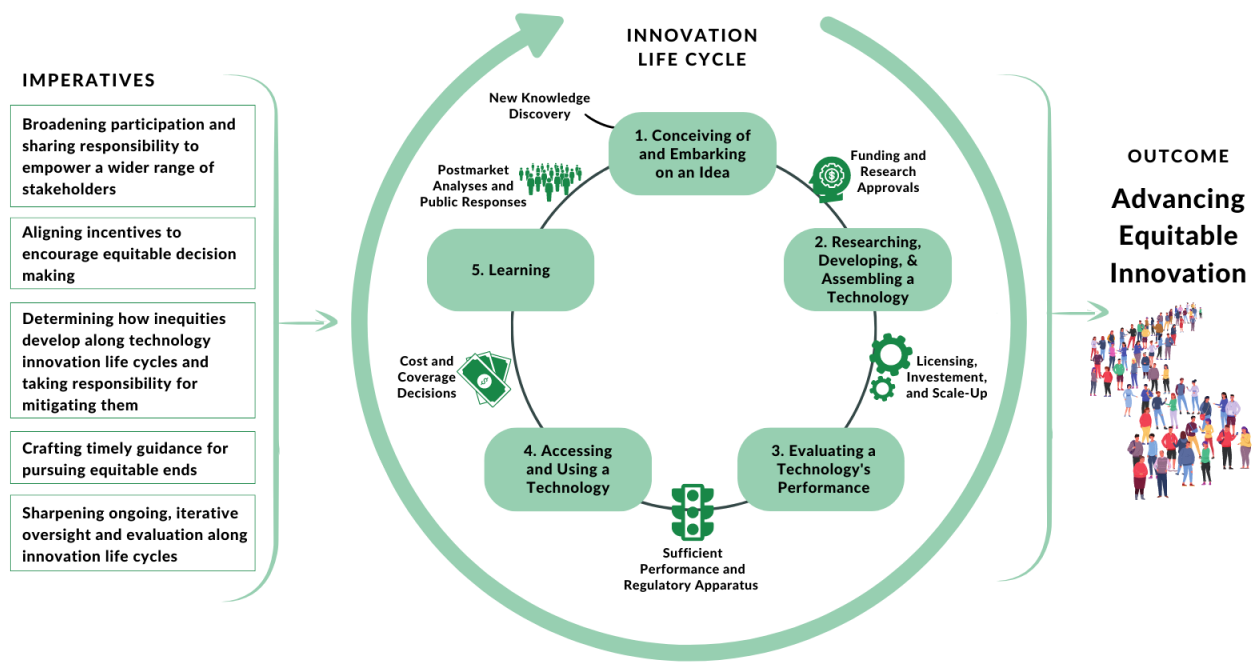 IMPERATIVES
Broadening participation and
sharing responsibility to
empower a wider range of
stakeholders
Aligning incentives to
encourage equitable decision
making
Determining how inequities
develop along technology
innovation life cycles and
taking responsibility for
mitigating them
Crafting timely guidance for
pursuing equitable ends
Sharpening ongoing, iterative
oversight and evaluation along
innovation life cycles
INNOVATION
LIFE CYCLE
New Knowledge
Discovery
1. Conceiving of
and Embarking
on an Idea
Funding and
Research
Approvals
2. Researching,
Developing, &
Assembling a
Technology
Licensing,
Investement,
and Scale-Up
3. Evaluating a
Technology's
Performance
Sufficient
Performance and
Regulatory Apparatus
4. Accessing
and Using a
Technology
Cost and
Coverage
Decisions
5. Learning
Postmarket
Analyses and
Public Responses
OUTCOME
Advancing
Equitable
Innovation